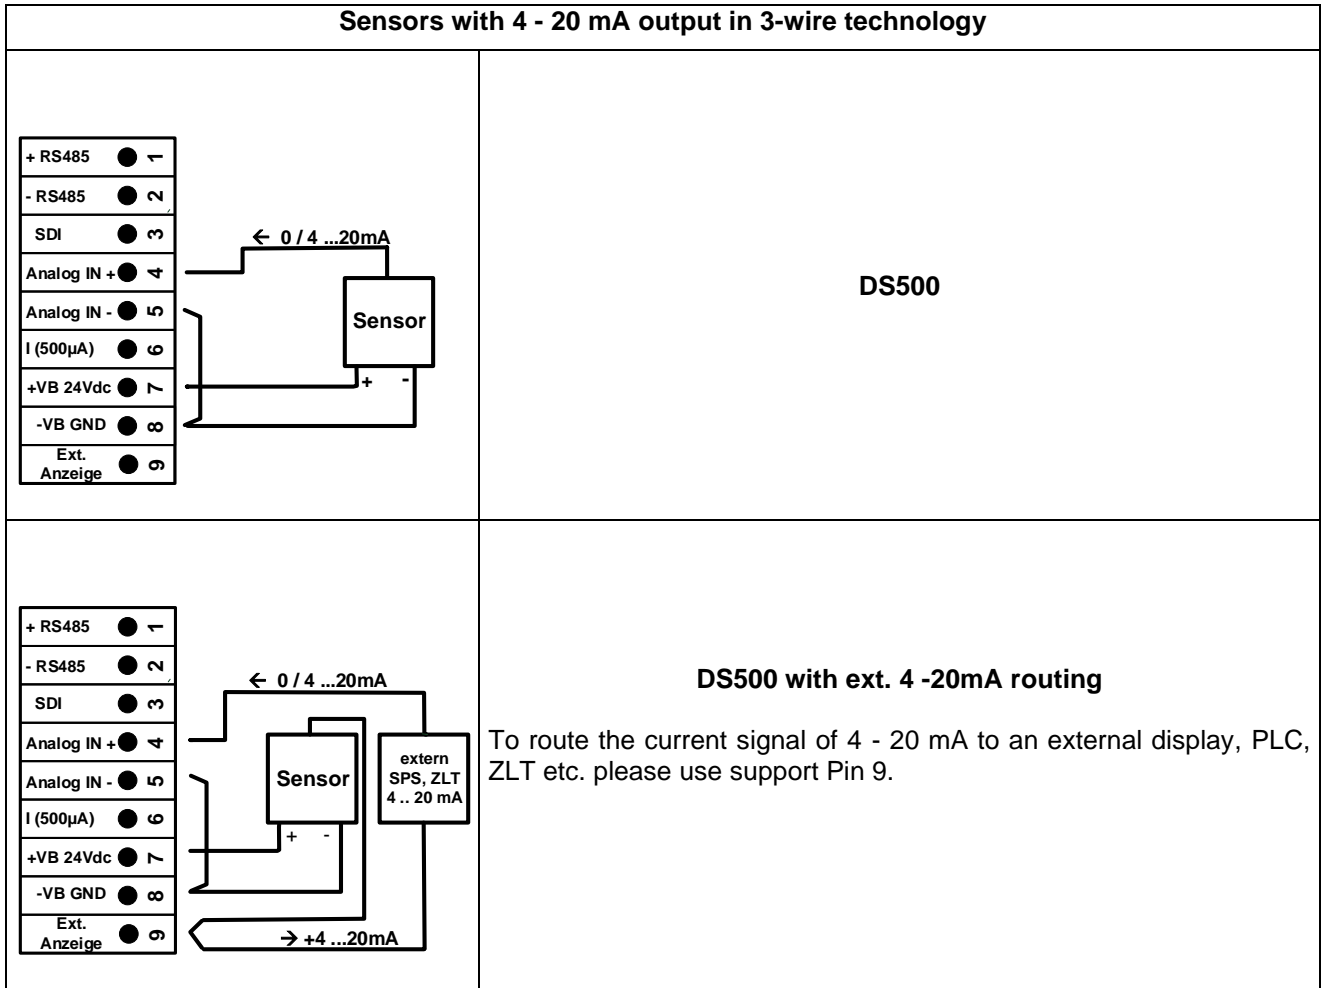 Sensors with 4 - 20 mA output in 3-wire technology
+ RS485 1
- RS485 2
SDI 3
Analog IN + 4
Analog IN - 5
I (500µA) 6
+VB 24Vdc 7
-VB GND 8
Ext.
Anzeige 9
← 0 / 4 ...20mA
Sensor
+ -
DS500
+ RS485 1
- RS485 2
SDI 3
Analog IN + 4
Analog IN - 5
I (500µA) 6
+VB 24Vdc 7
-VB GND 8
Ext.
Anzeige 9
← 0 / 4 ...20mA
Sensor
+ -
extern
SPS, ZLT
4 .. 20 mA
→ +4 ...20mA
DS500 with ext. 4 -20mA routing
To route the current signal of 4 - 20 mA to an external display, PLC,
ZLT etc. please use support Pin 9.